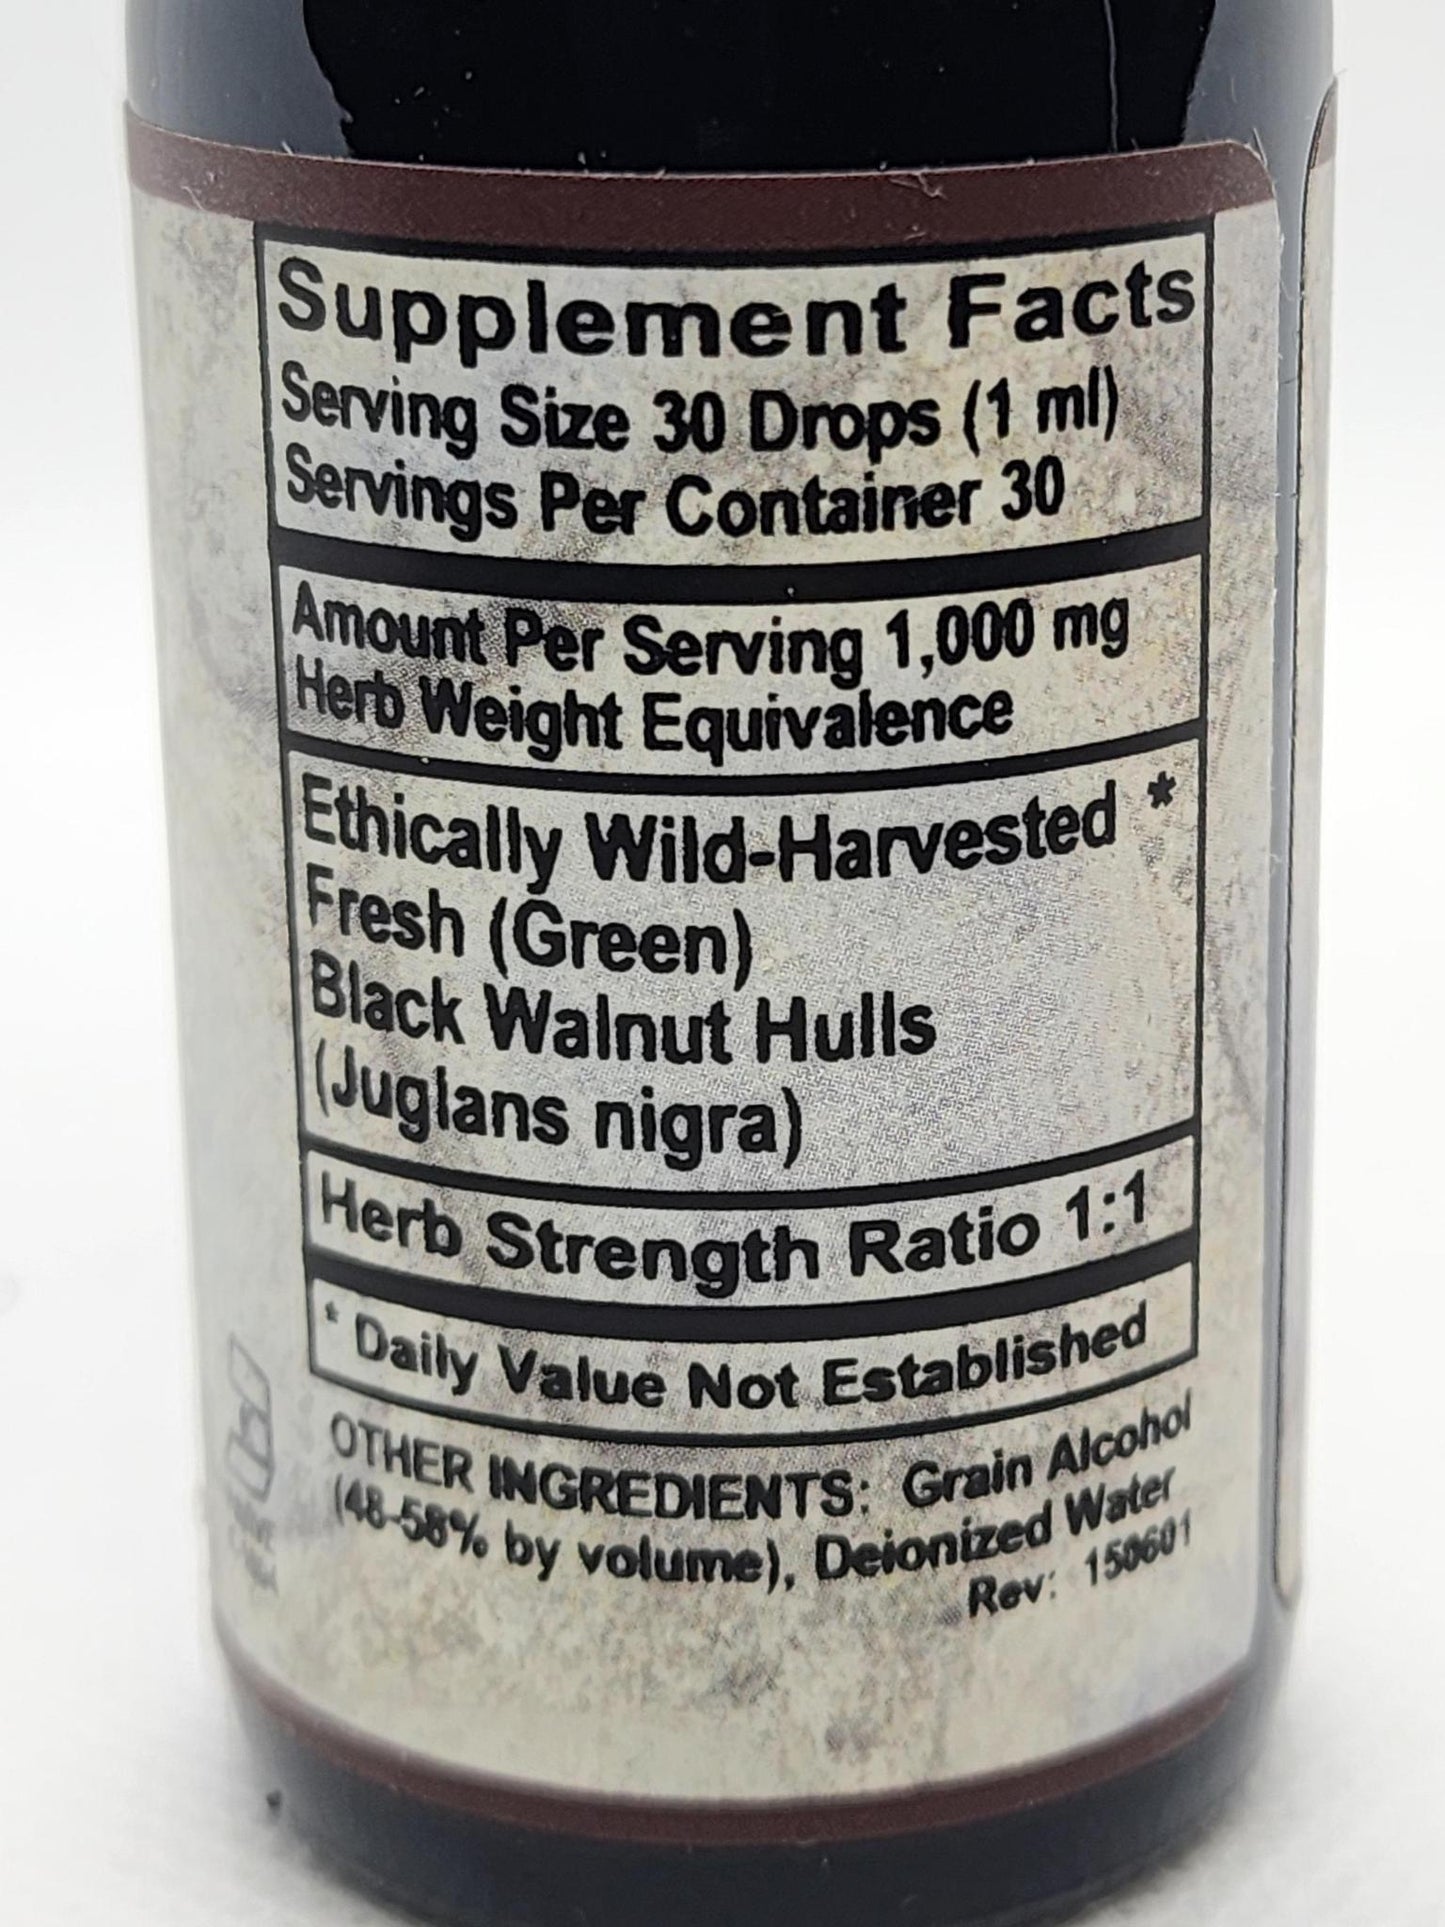 Supplement Facts
Serving Size 30 Drops (1 ml)
Servings Per Container 30
Amount Per Serving 1,000 mg
Herb Weight Equivalence
Ethically Wild-Harvested *
Fresh (Green)
Black Walnut Hulls
(Juglans nigra)
Herb Strength Ratio 1:1
* Daily Value Not Established
OTHER INGREDIENTS: Grain Alcohol
(48-58% by volume), Deionized Water
Rev: 150601